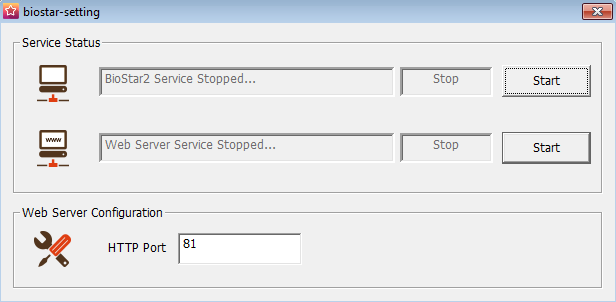 biostar-setting
Service Status
BioStar2 Service Stopped...
Stop
Start
www
Web Server Service Stopped...
Stop
Start
Web Server Configuration
HTTP Port
81